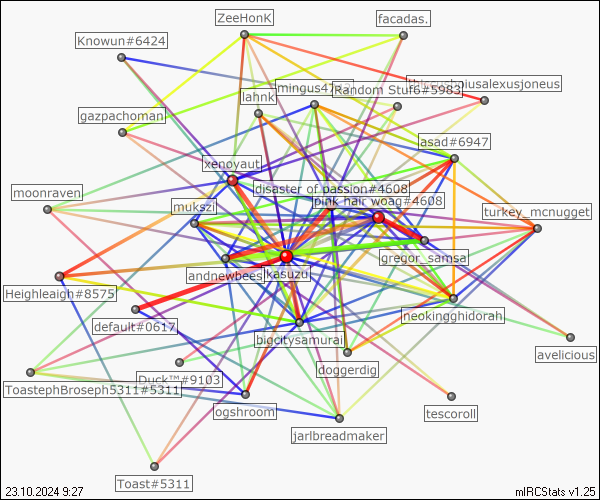 ZeeHonK
facadas.
Knowun#6424
mingus47
Random Stuf6#5983
lahnk
gazpachoman
asad#6947
xenoyaut
disaster of passion#4608
moonraven
mukszi
pink hair woag#4608
turkey_mcnugget
gregor_samsa
andnewbees
kasuzu
Heighleaigh#8575
neokingghidorah
default#0617
bigcitysamurai
avelicious
doggerdig
Duck™#9103
ToastephBroseph5311#5311
ogshroom
tescoroll
jarlbreadmaker
Toast#5311
23.10.2024 9:27
mIRCStats v1.25